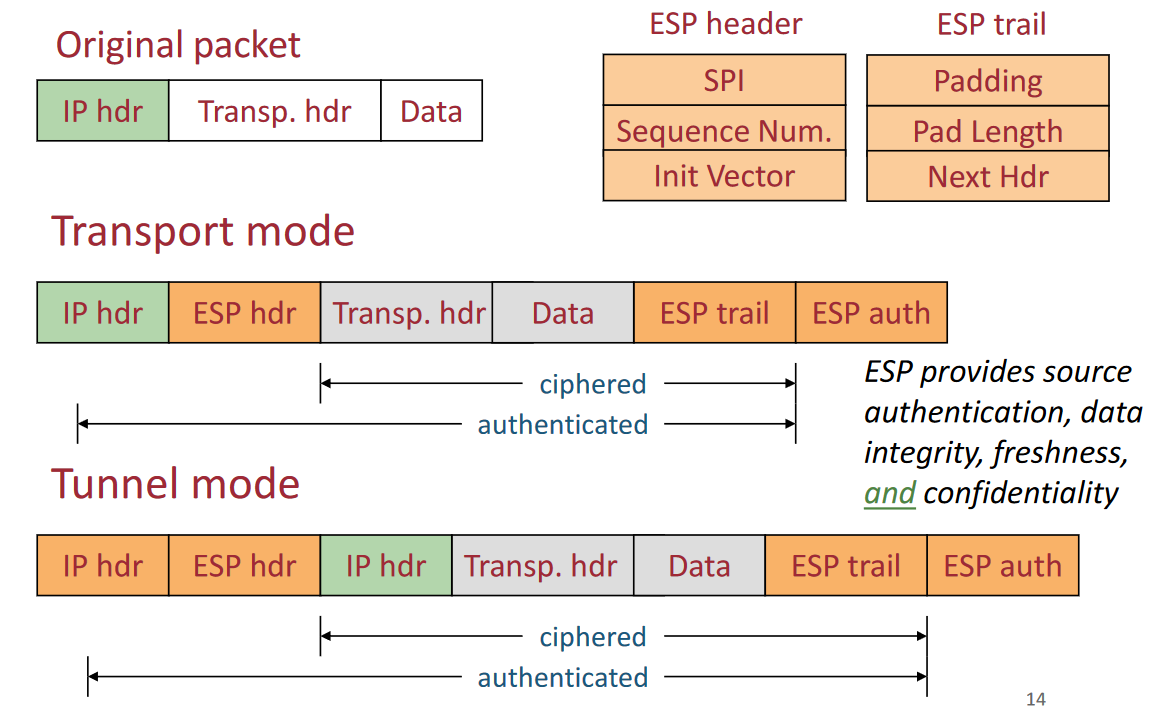 Original packet
IP hdr Transp. hdr Data
ESP header
SPI
Sequence Num.
Init Vector
ESP trail
Padding
Pad Length
Next Hdr
Transport mode
IP hdr ESP hdr Transp. hdr Data ESP trail ESP auth
ciphered
authenticated
ESP provides source
authentication, data
integrity, freshness,
and confidentiality
Tunnel mode
IP hdr ESP hdr IP hdr Transp. hdr Data ESP trail ESP auth
ciphered
authenticated
14